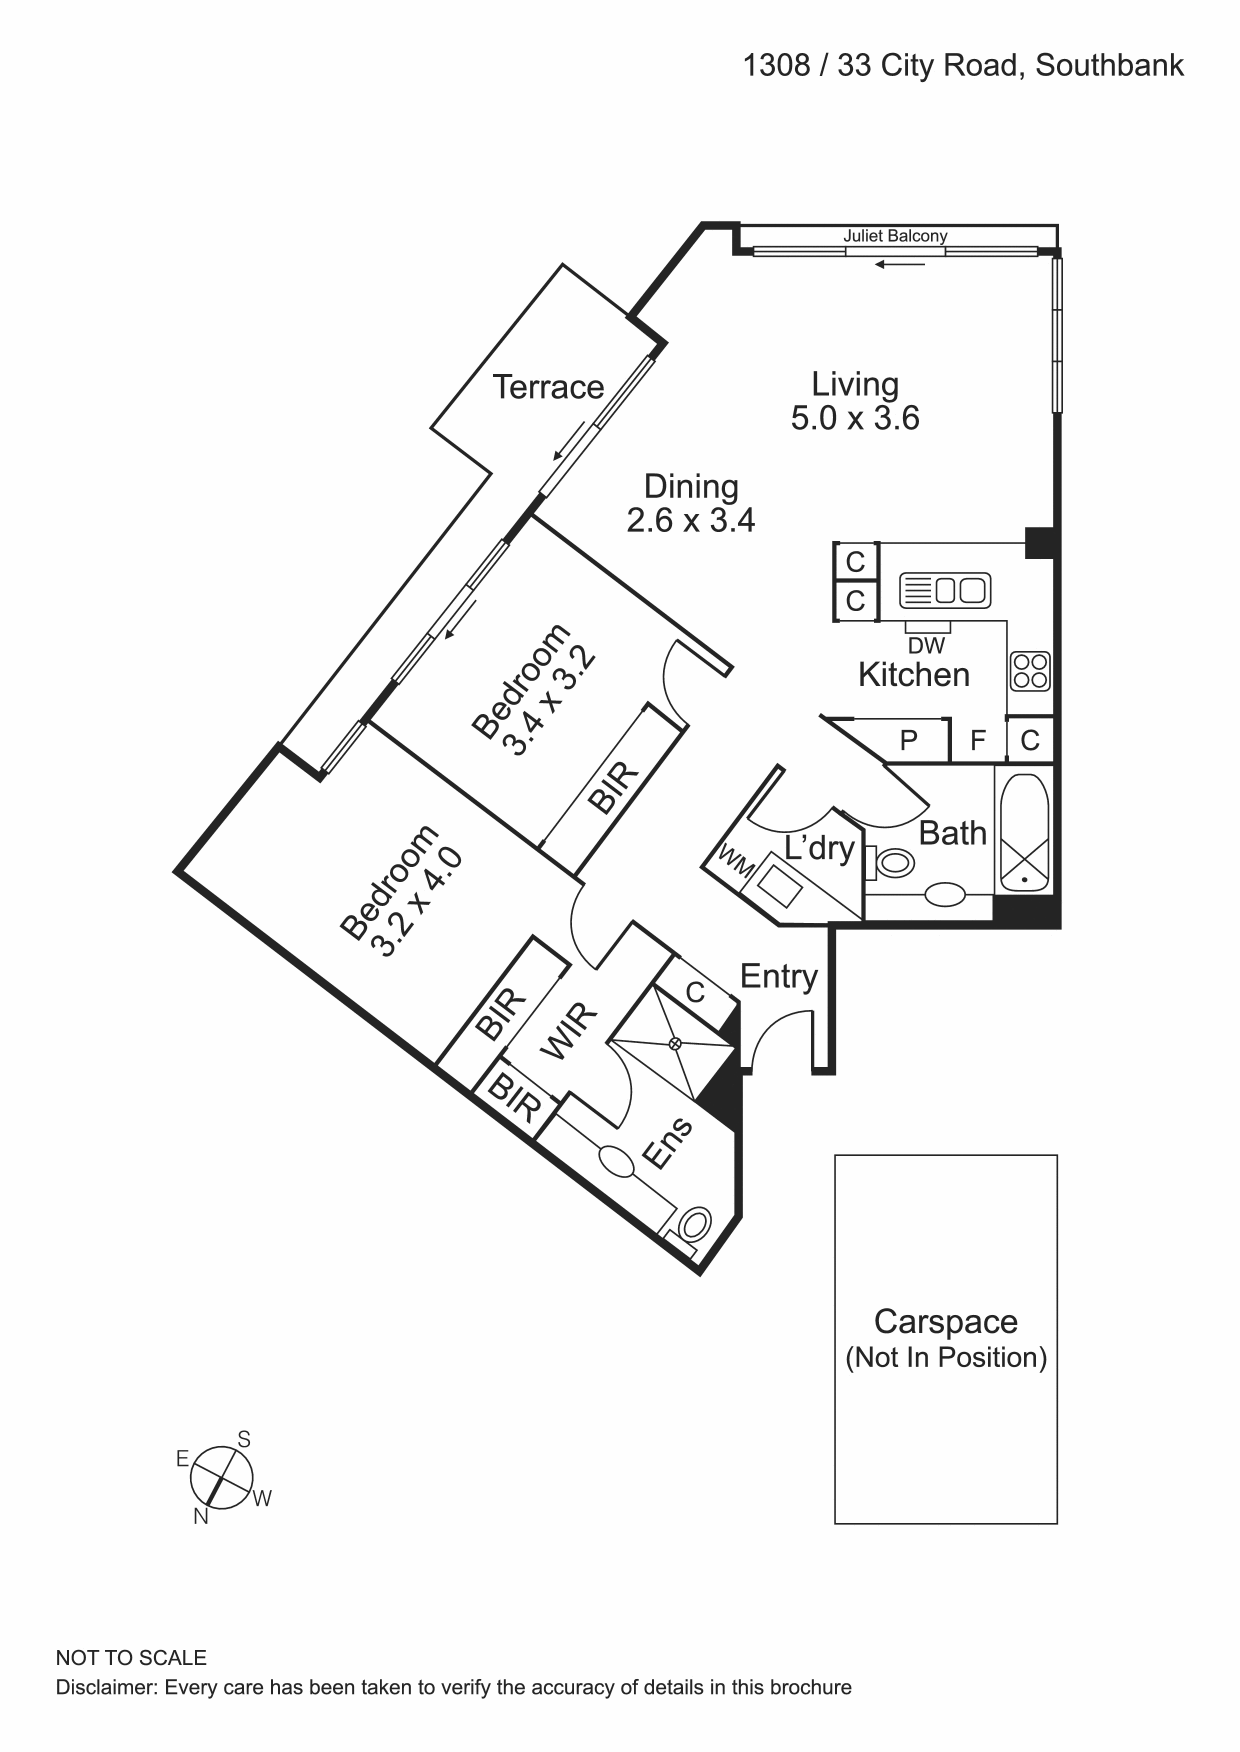 1308 / 33 City Road, Southbank
Juliet Balcony
Terrace
Living
5.0 x 3.6
Dining
2.6 x 3.4
C
C
DW
Kitchen
P
F
C
Bedroom
3.4 x 3.2
BIR
Bath
L'dry
WM
Bedroom
3.2 x 4.0
BIR
BIR
WIR
C
Entry
Ens
Carspace
(Not In Position)
S
E
W
N
NOT TO SCALE
Disclaimer: Every care has been taken to verify the accuracy of details in this brochure